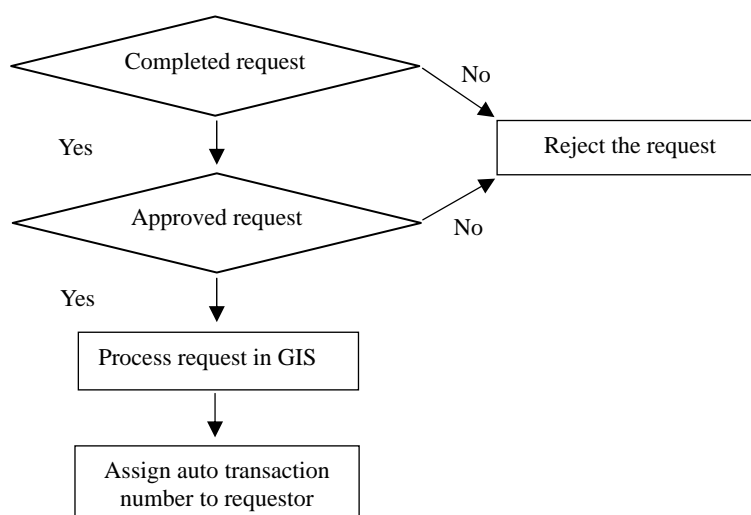 Completed request
No
Yes
Reject the request
Approved request
No
Yes
Process request in GIS
Assign auto transaction
number to requestor